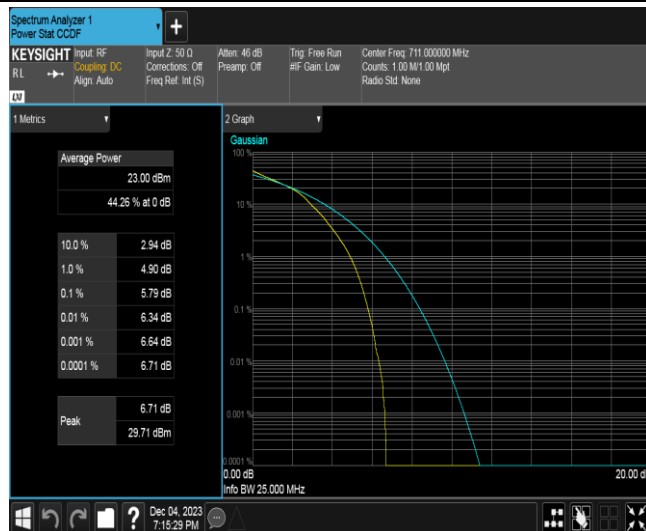 Spectrum Analyzer 1
Power Stat CCDF
KEYSIGHT
RL
Input: RF
Coupling: DC
Align: Auto
Input Z: 50 Ω
Corrections: Off
Freq Ref: Int (S)
Atten: 46 dB
Preamp: Off
Trig: Free Run
#IF Gain: Low
Center Freq: 711.000000 MHz
Counts: 1.00 M/1.00 Mpt
Radio Std: None
1 Metrics
Average Power
23.00 dBm
44.26 % at 0 dB
10.0 % 2.94 dB
1.0 % 4.90 dB
0.1 % 5.79 dB
0.01 % 6.34 dB
0.001 % 6.64 dB
0.0001 % 6.71 dB
Peak
6.71 dB
29.71 dBm
2 Graph
Gaussian
100 %
10 %
1 %
0.1 %
0.01 %
0.001 %
0.0001 %
0.00 dB
20.00 d
Info BW 25.000 MHz
?
Dec 04, 2023
7:15:29 PM